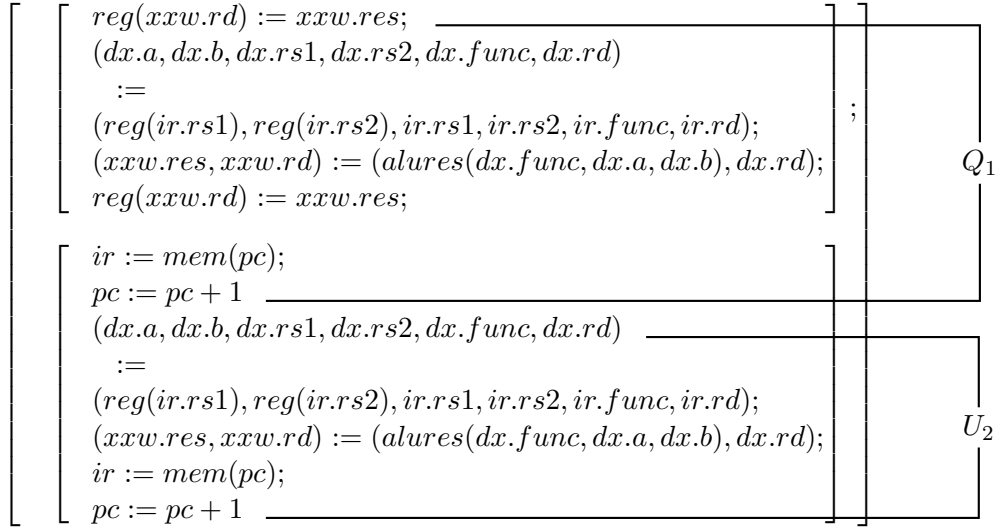 reg(xxw.rd) := xxw.res;
(dx.a, dx.b, dx.rs1, dx.rs2, dx.func, dx.rd)
:=
(reg(ir.rs1), reg(ir.rs2), ir.rs1, ir.rs2, ir.func, ir.rd);
(xxw.res, xxw.rd) := (alures(dx.func, dx.a, dx.b), dx.rd);
reg(xxw.rd) := xxw.res;
;
Q1
ir := mem(pc);
pc := pc + 1
(dx.a, dx.b, dx.rs1, dx.rs2, dx.func, dx.rd)
:=
(reg(ir.rs1), reg(ir.rs2), ir.rs1, ir.rs2, ir.func, ir.rd);
(xxw.res, xxw.rd) := (alures(dx.func, dx.a, dx.b), dx.rd);
ir := mem(pc);
pc := pc + 1
U2